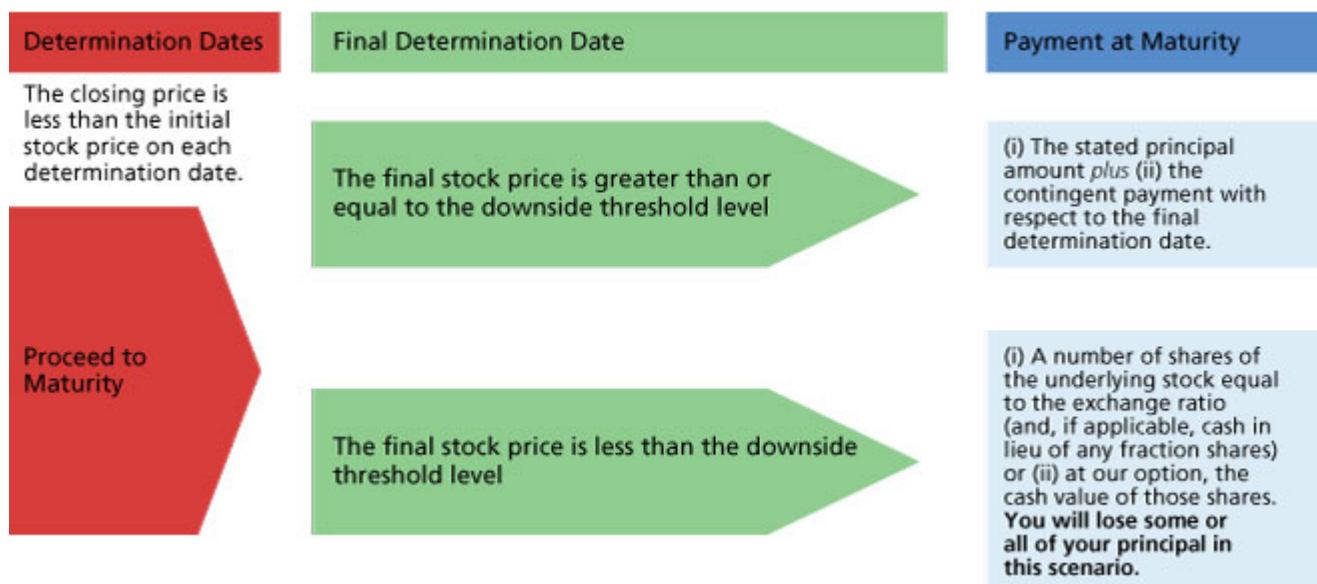 Determination Dates
Final Determination Date
Payment at Maturity
The closing price is
less than the initial
stock price on each
determination date.
Proceed to
Maturity
The final stock price is greater than or
equal to the downside threshold level
(i) The stated principal
amount plus (ii) the
contingent payment with
respect to the final
determination date.
The final stock price is less than the downside
threshold level
(i) A number of shares of
the underlying stock equal
to the exchange ratio
(and, if applicable, cash in
lieu of any fraction shares)
or (ii) at our option, the
cash value of those shares.
You will lose some or
all of your principal in
this scenario.